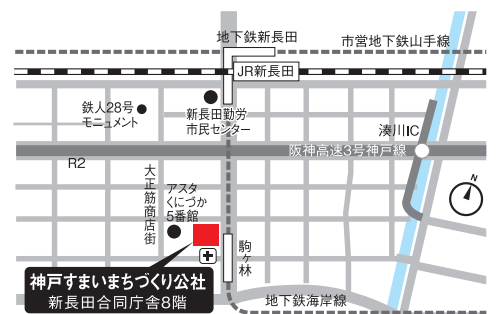 地下鉄新長田
市営地下鉄山手線
JR新長田
鉄人28号
モニュメント
新長田勤労
市民センター
湊川IC
阪神高速3号神戸線
R2
大正筋商店街
アスタ
くにづか
5番館
N
駒ヶ林
神戸すまいまちづくり公社
新長田合同庁舎8階
地下鉄海岸線